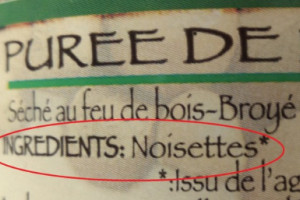 PUREE DE
Séché au feu de bois-Broyé
INGREDIENTS: Noisettes*
*:Issu de l'ag